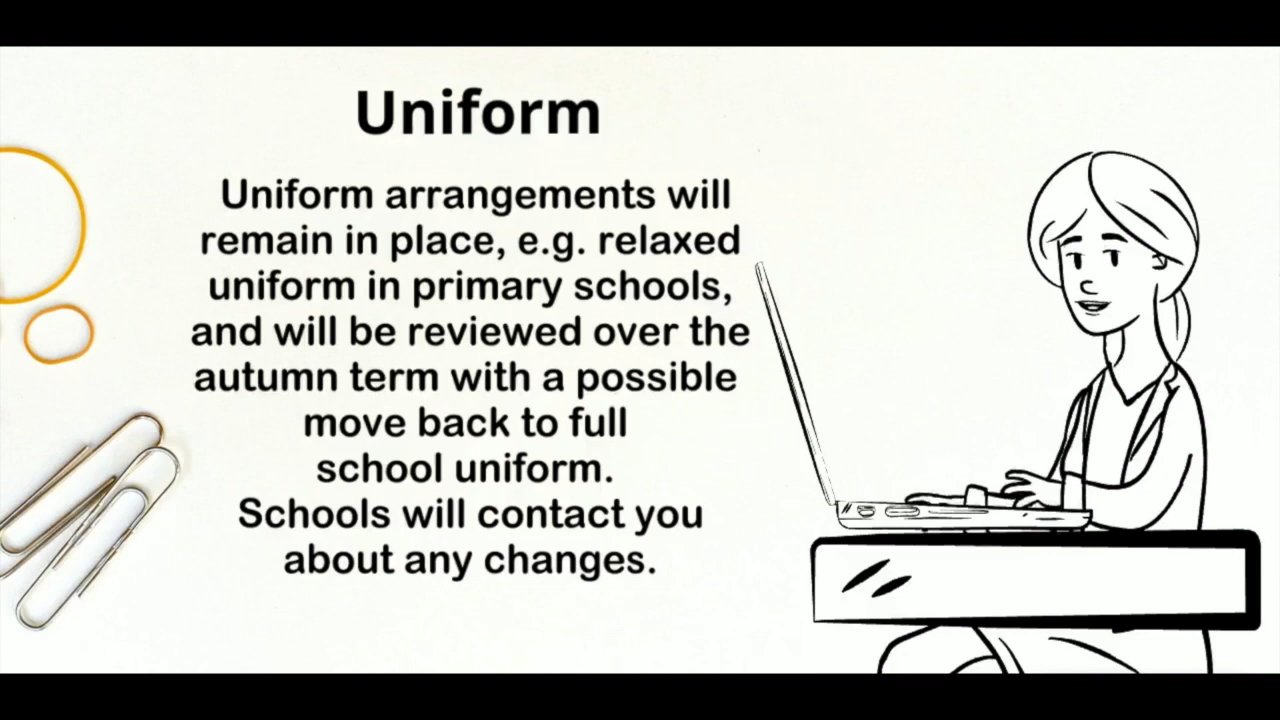 Uniform
Uniform arrangements will
remain in place, e.g. relaxed
uniform in primary schools,
and will be reviewed over the
autumn term with a possible
move back to full
school uniform.
Schools will contact you
about any changes.